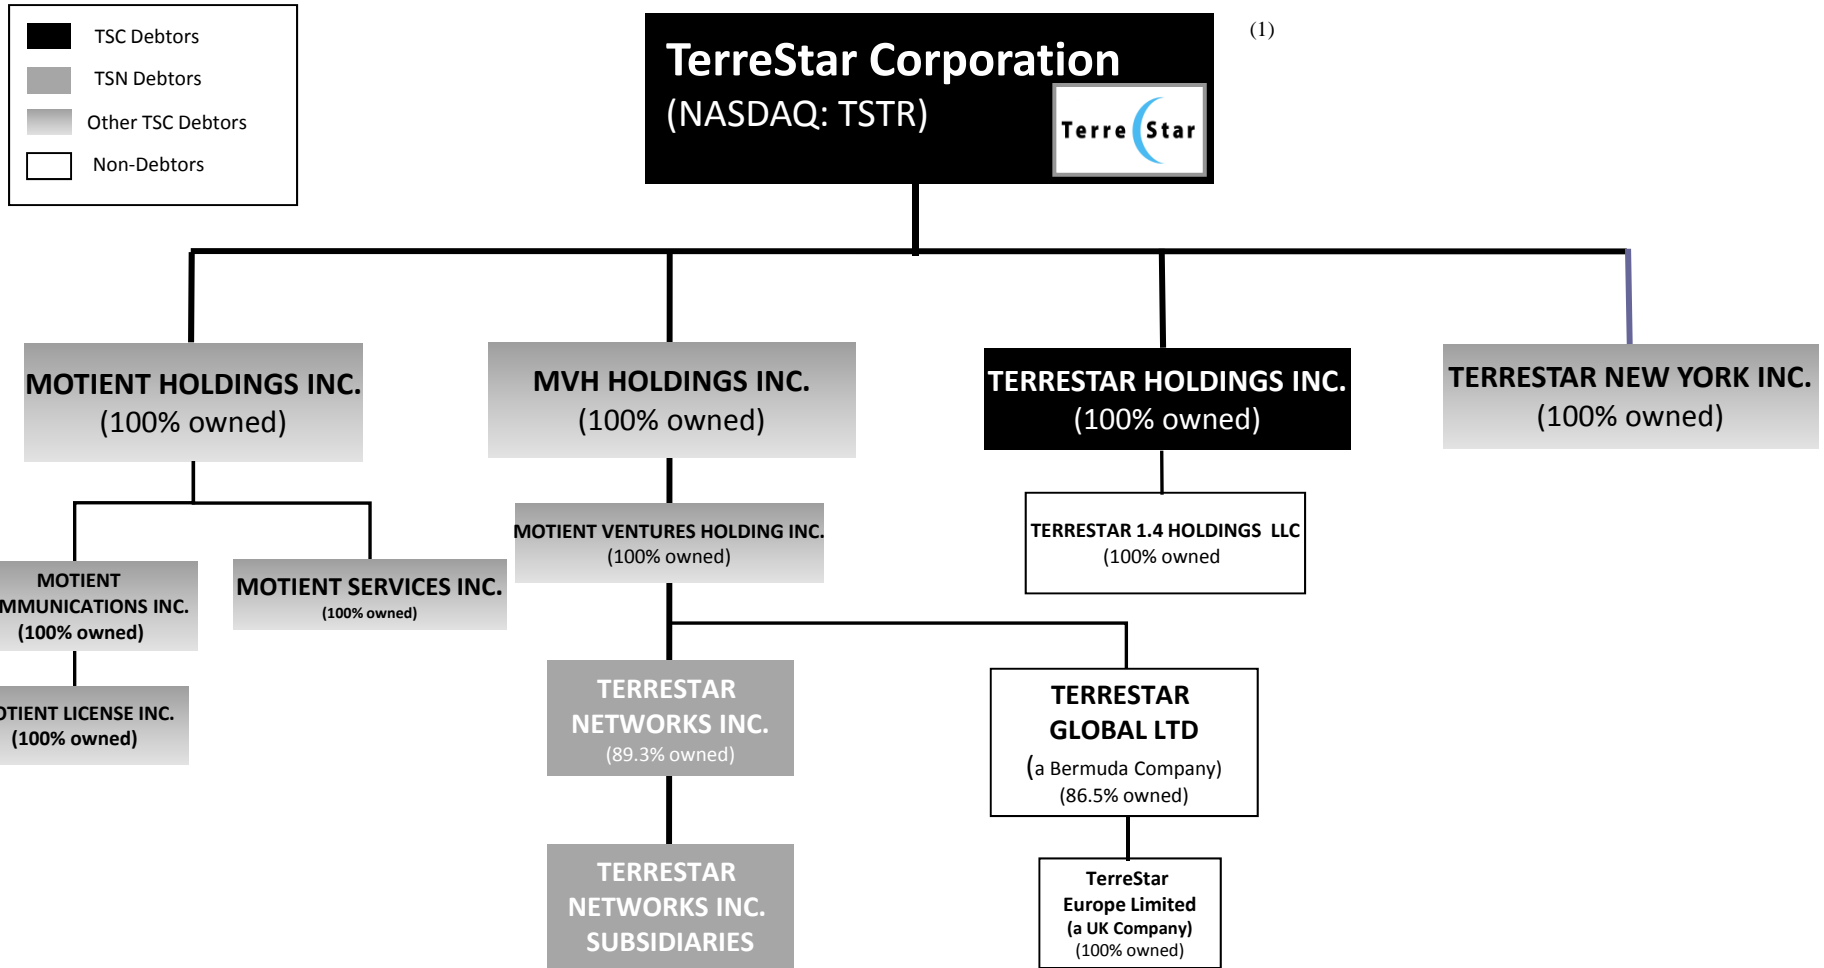 TSC Debtors
TSN Debtors
Other TSC Debtors
Non-Debtors
TerreStar Corporation
(NASDAQ: TSTR)
Terre Star
(1)
MOTIENT HOLDINGS INC.
(100% owned)
MVH HOLDINGS INC.
(100% owned)
TERRESTAR HOLDINGS INC.
(100% owned)
TERRESTAR NEW YORK INC.
(100% owned)
MOTIENT
MMUNICATIONS INC.
(100% owned)
MOTIENT SERVICES INC.
(100% owned)
OTIENT LICENSE INC.
(100% owned)
MOTIENT VENTURES HOLDING INC.
(100% owned)
TERRESTAR 1.4 HOLDINGS LLC
(100% owned
TERRESTAR
NETWORKS INC.
(89.3% owned)
TERRESTAR
GLOBAL LTD
(a Bermuda Company)
(86.5% owned)
TERRESTAR
NETWORKS INC.
SUBSIDIARIES
TerreStar
Europe Limited
(a UK Company)
(100% owned)